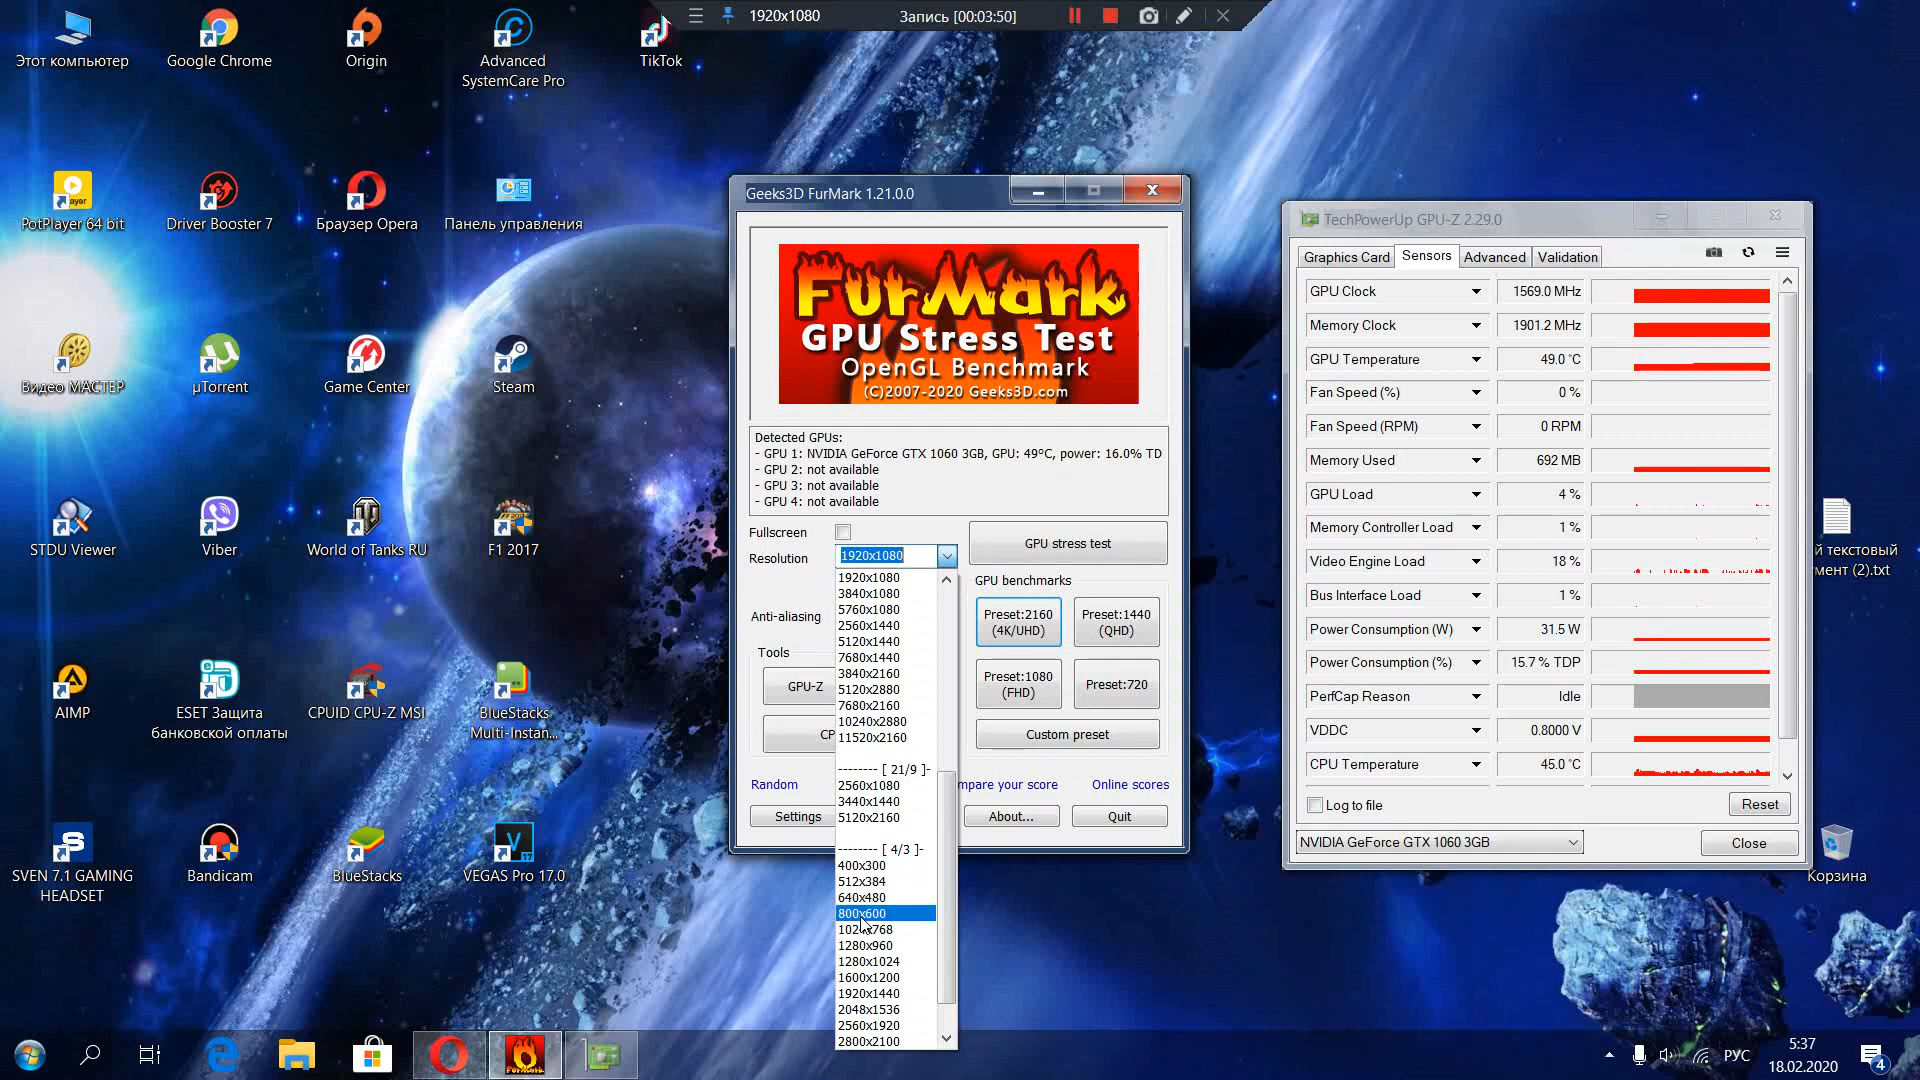 1920x1080
Запись [00:03:50]
Этот компьютер
Google Chrome
Origin
Advanced
SystemCare Pro
TikTok
PotPlayer 64 bit
Driver Booster 7
Браузер Opera
Панель управления
Видео МАСТЕР
µTorrent
Game Center
Steam
STDU Viewer
Viber
World of Tanks RU
F1 2017
AIMP
ESET Защита
банковской оплаты
CPUID CPU-Z MSI
BlueStacks
Multi-Instan...
SVEN 7.1 GAMING
HEADSET
Bandicam
BlueStacks
VEGAS Pro 17.0
Geeks3D FurMark 1.21.0.0
FurMark
GPU Stress Test
OpenGL Benchmark
(C)2007-2020 Geeks3D.com
Detected GPUs:
- GPU 1: NVIDIA GeForce GTX 1060 3GB, GPU: 49°C, power: 16.0% TD
- GPU 2: not available
- GPU 3: not available
- GPU 4: not available
Fullscreen
Resolution
1920x1080
GPU stress test
Anti-aliasing
1920x1080
3840x1080
5760x1080
2560x1440
5120x1440
7680x1440
3840x2160
5120x2880
7680x2160
10240x2880
11520x2160
-------- [ 21/9 ]-
2560x1080
3440x1440
5120x2160
-------- [ 4/3 ]-
400x300
512x384
640x480
800x600
1024x768
1280x960
1280x1024
1600x1200
1920x1440
2048x1536
2560x1920
2800x2100
GPU benchmarks
Preset:2160
(4K/UHD)
Preset:1440
(QHD)
Preset:1080
(FHD)
Preset:720
Custom preset
Tools
GPU-Z
CP
Random
mpare your score
Online scores
Settings
About...
Quit
TechPowerUp GPU-Z 2.29.0
Graphics Card
Sensors
Advanced
Validation
GPU Clock 1569.0 MHz
Memory Clock 1901.2 MHz
GPU Temperature 49.0 °C
Fan Speed (%) 0 %
Fan Speed (RPM) 0 RPM
Memory Used 692 MB
GPU Load 4 %
Memory Controller Load 1 %
Video Engine Load 18 %
Bus Interface Load 1 %
Power Consumption (W) 31.5 W
Power Consumption (%) 15.7 % TDP
PerfCap Reason Idle
VDDC 0.8000 V
CPU Temperature 45.0 °C
Log to file
Reset
NVIDIA GeForce GTX 1060 3GB
Close
й текстовый
мент (2).txt
Корзина
РУС
5:37
18.02.2020
4